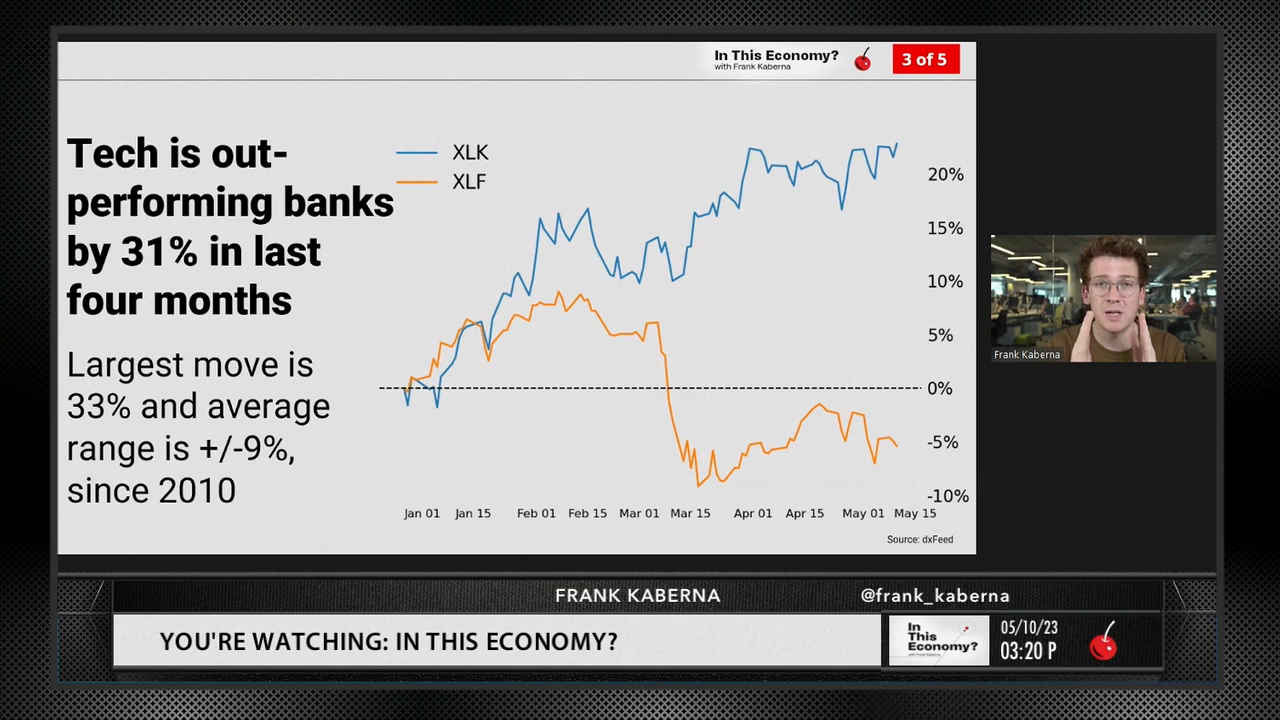 In This Economy?
with Frank Kaberna
3 of 5
Tech is out-
performing banks
by 31% in last
four months
Largest move is
33% and average
range is +/-9%,
since 2010
XLK
XLF
20%
15%
10%
5%
0%
-5%
-10%
Jan 01 Jan 15 Feb 01 Feb 15 Mar 01 Mar 15 Apr 01 Apr 15 May 01 May 15
Source: dxFeed
Frank Kaberna
FRANK KABERNA @frank_kaberna
YOU'RE WATCHING: IN THIS ECONOMY?
In
This
Economy?
with Frank Kaberna
05/10/23
03:20 P